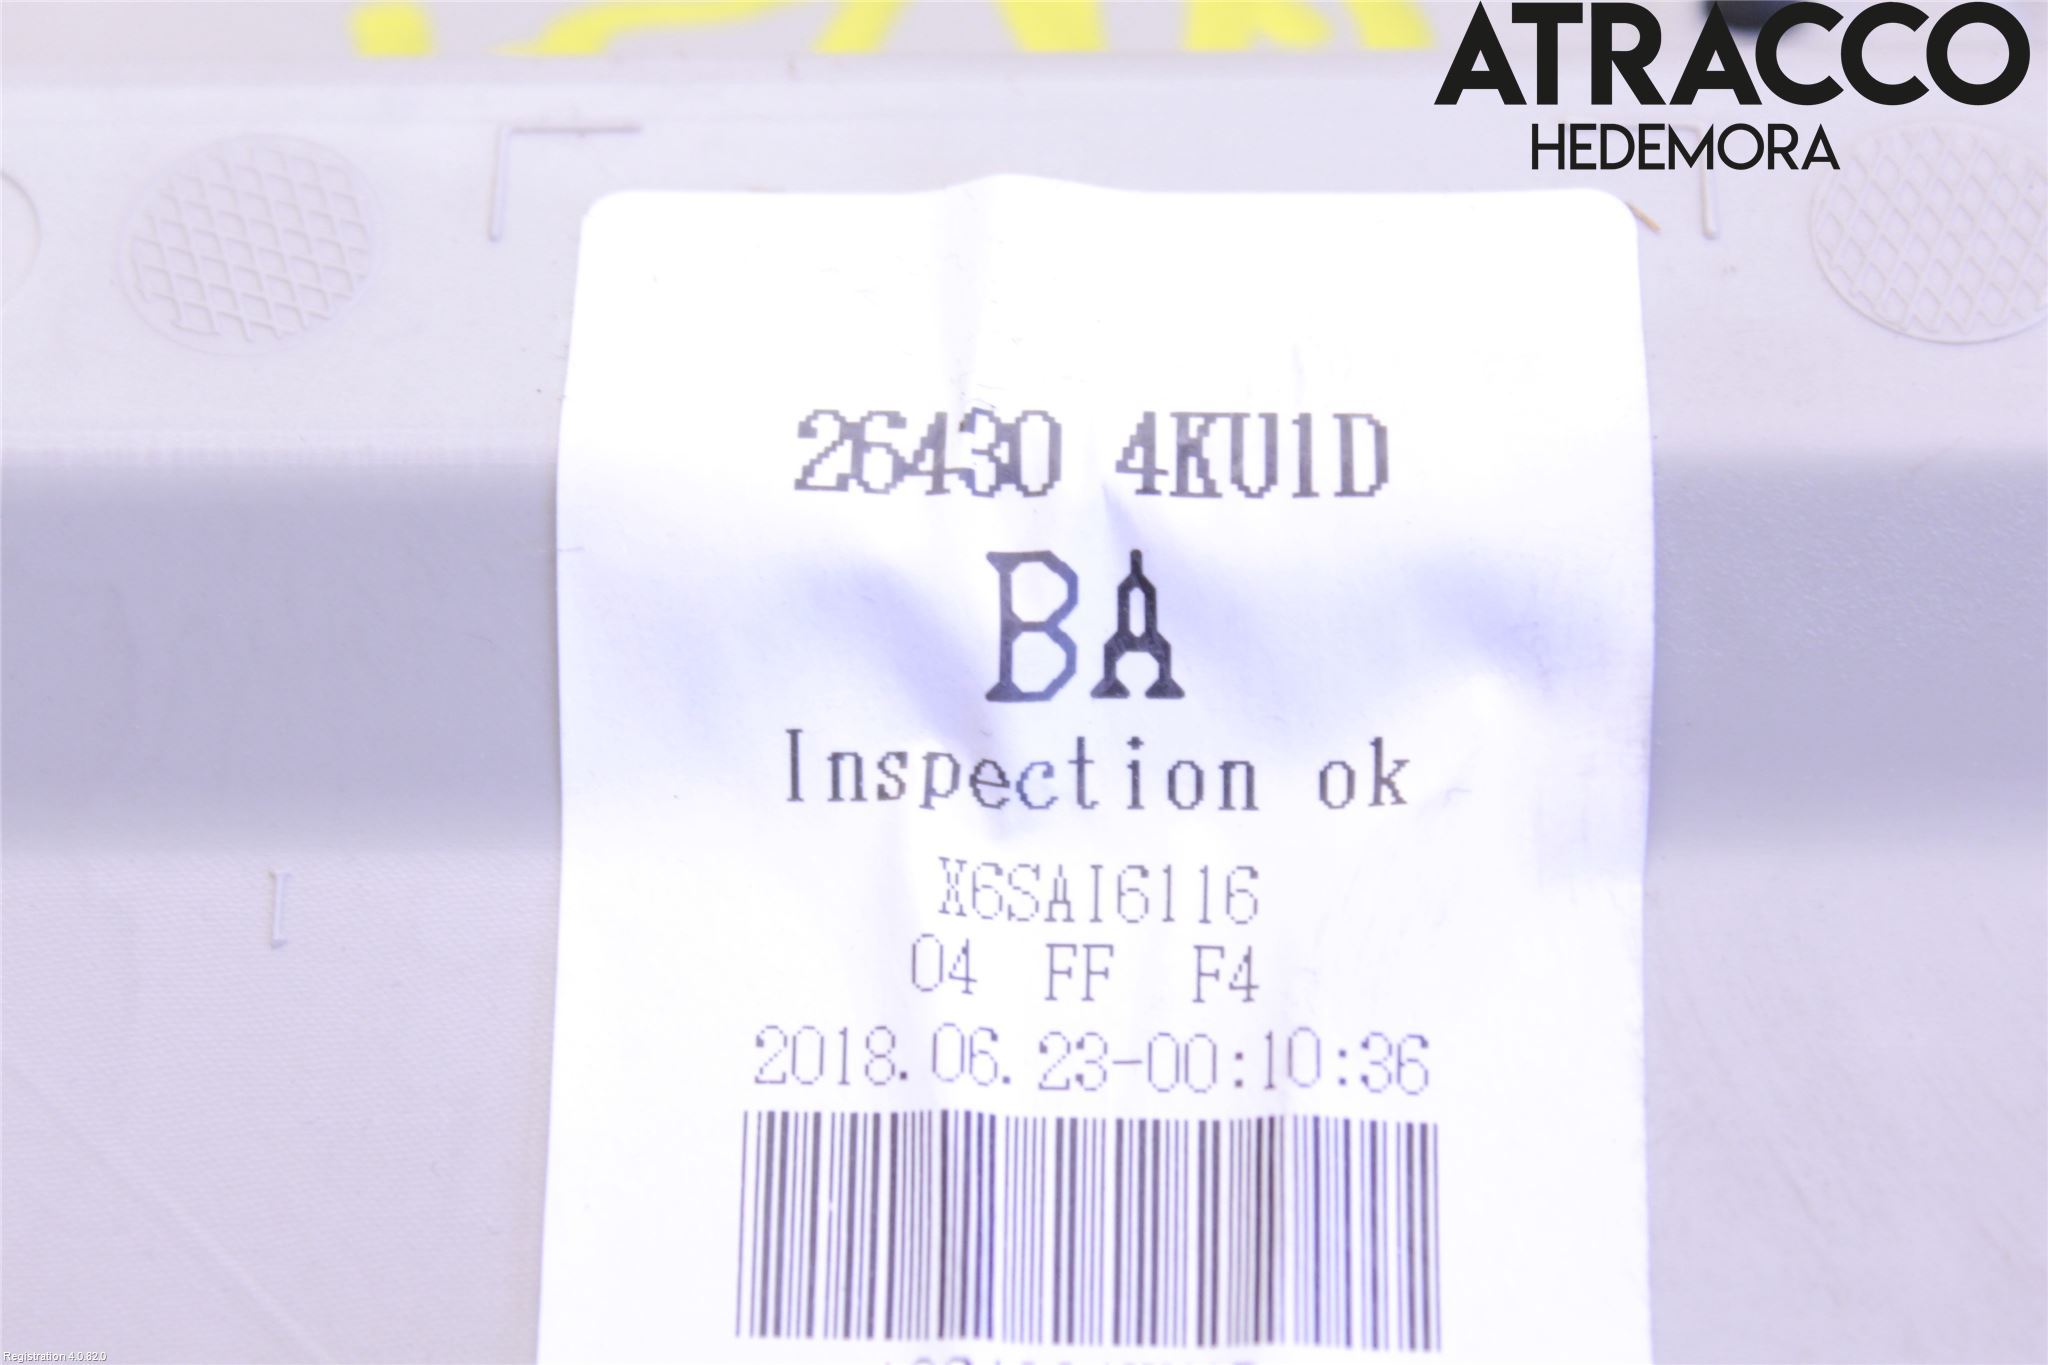 ATRACCO
HEDEMORA
26430 4KU1D
BA
Inspection ok
X6SAI6116
04 FF F4
2018.06.23-00:10:36
Registration 4.0.82.0